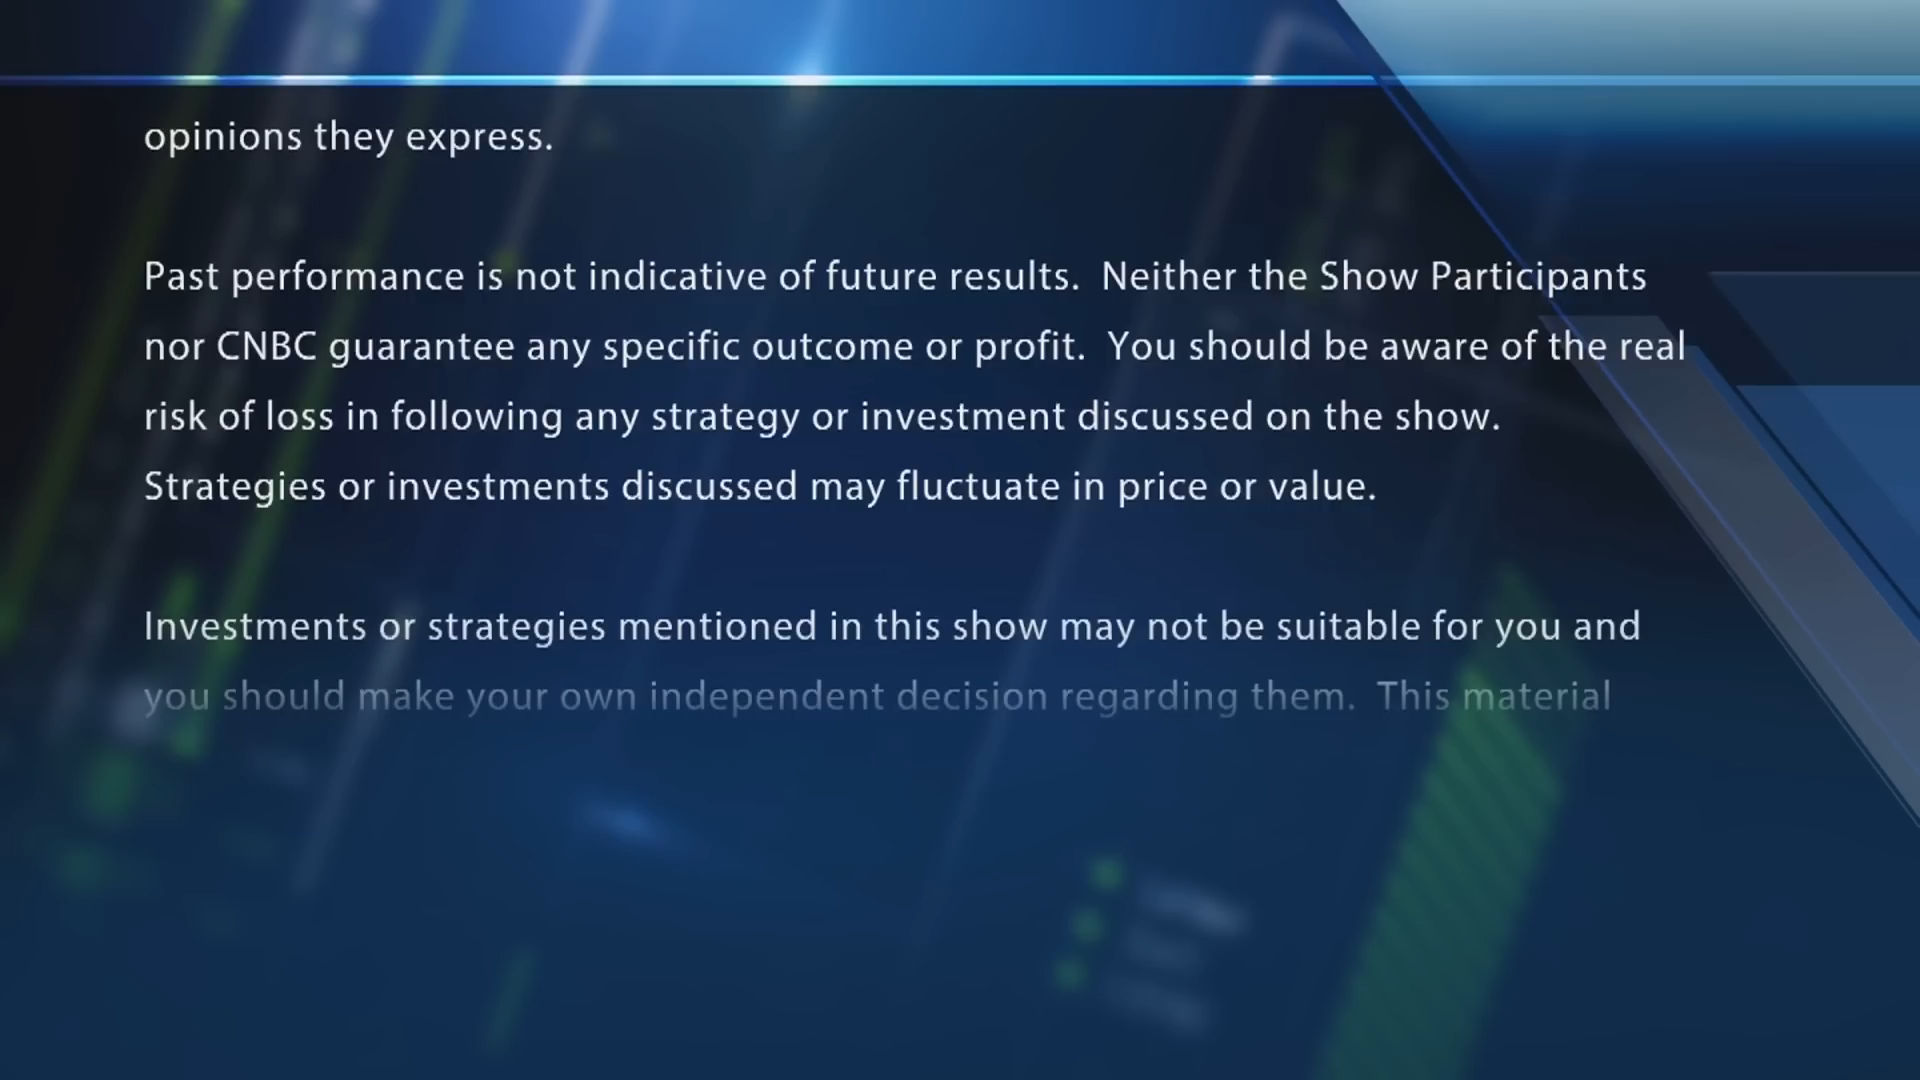 opinions they express.
Past performance is not indicative of future results.  Neither the Show Participants
nor CNBC guarantee any specific outcome or profit.  You should be aware of the real
risk of loss in following any strategy or investment discussed on the show.
Strategies or investments discussed may fluctuate in price or value.
Investments or strategies mentioned in this show may not be suitable for you and
you should make your own independent decision regarding them.  This material